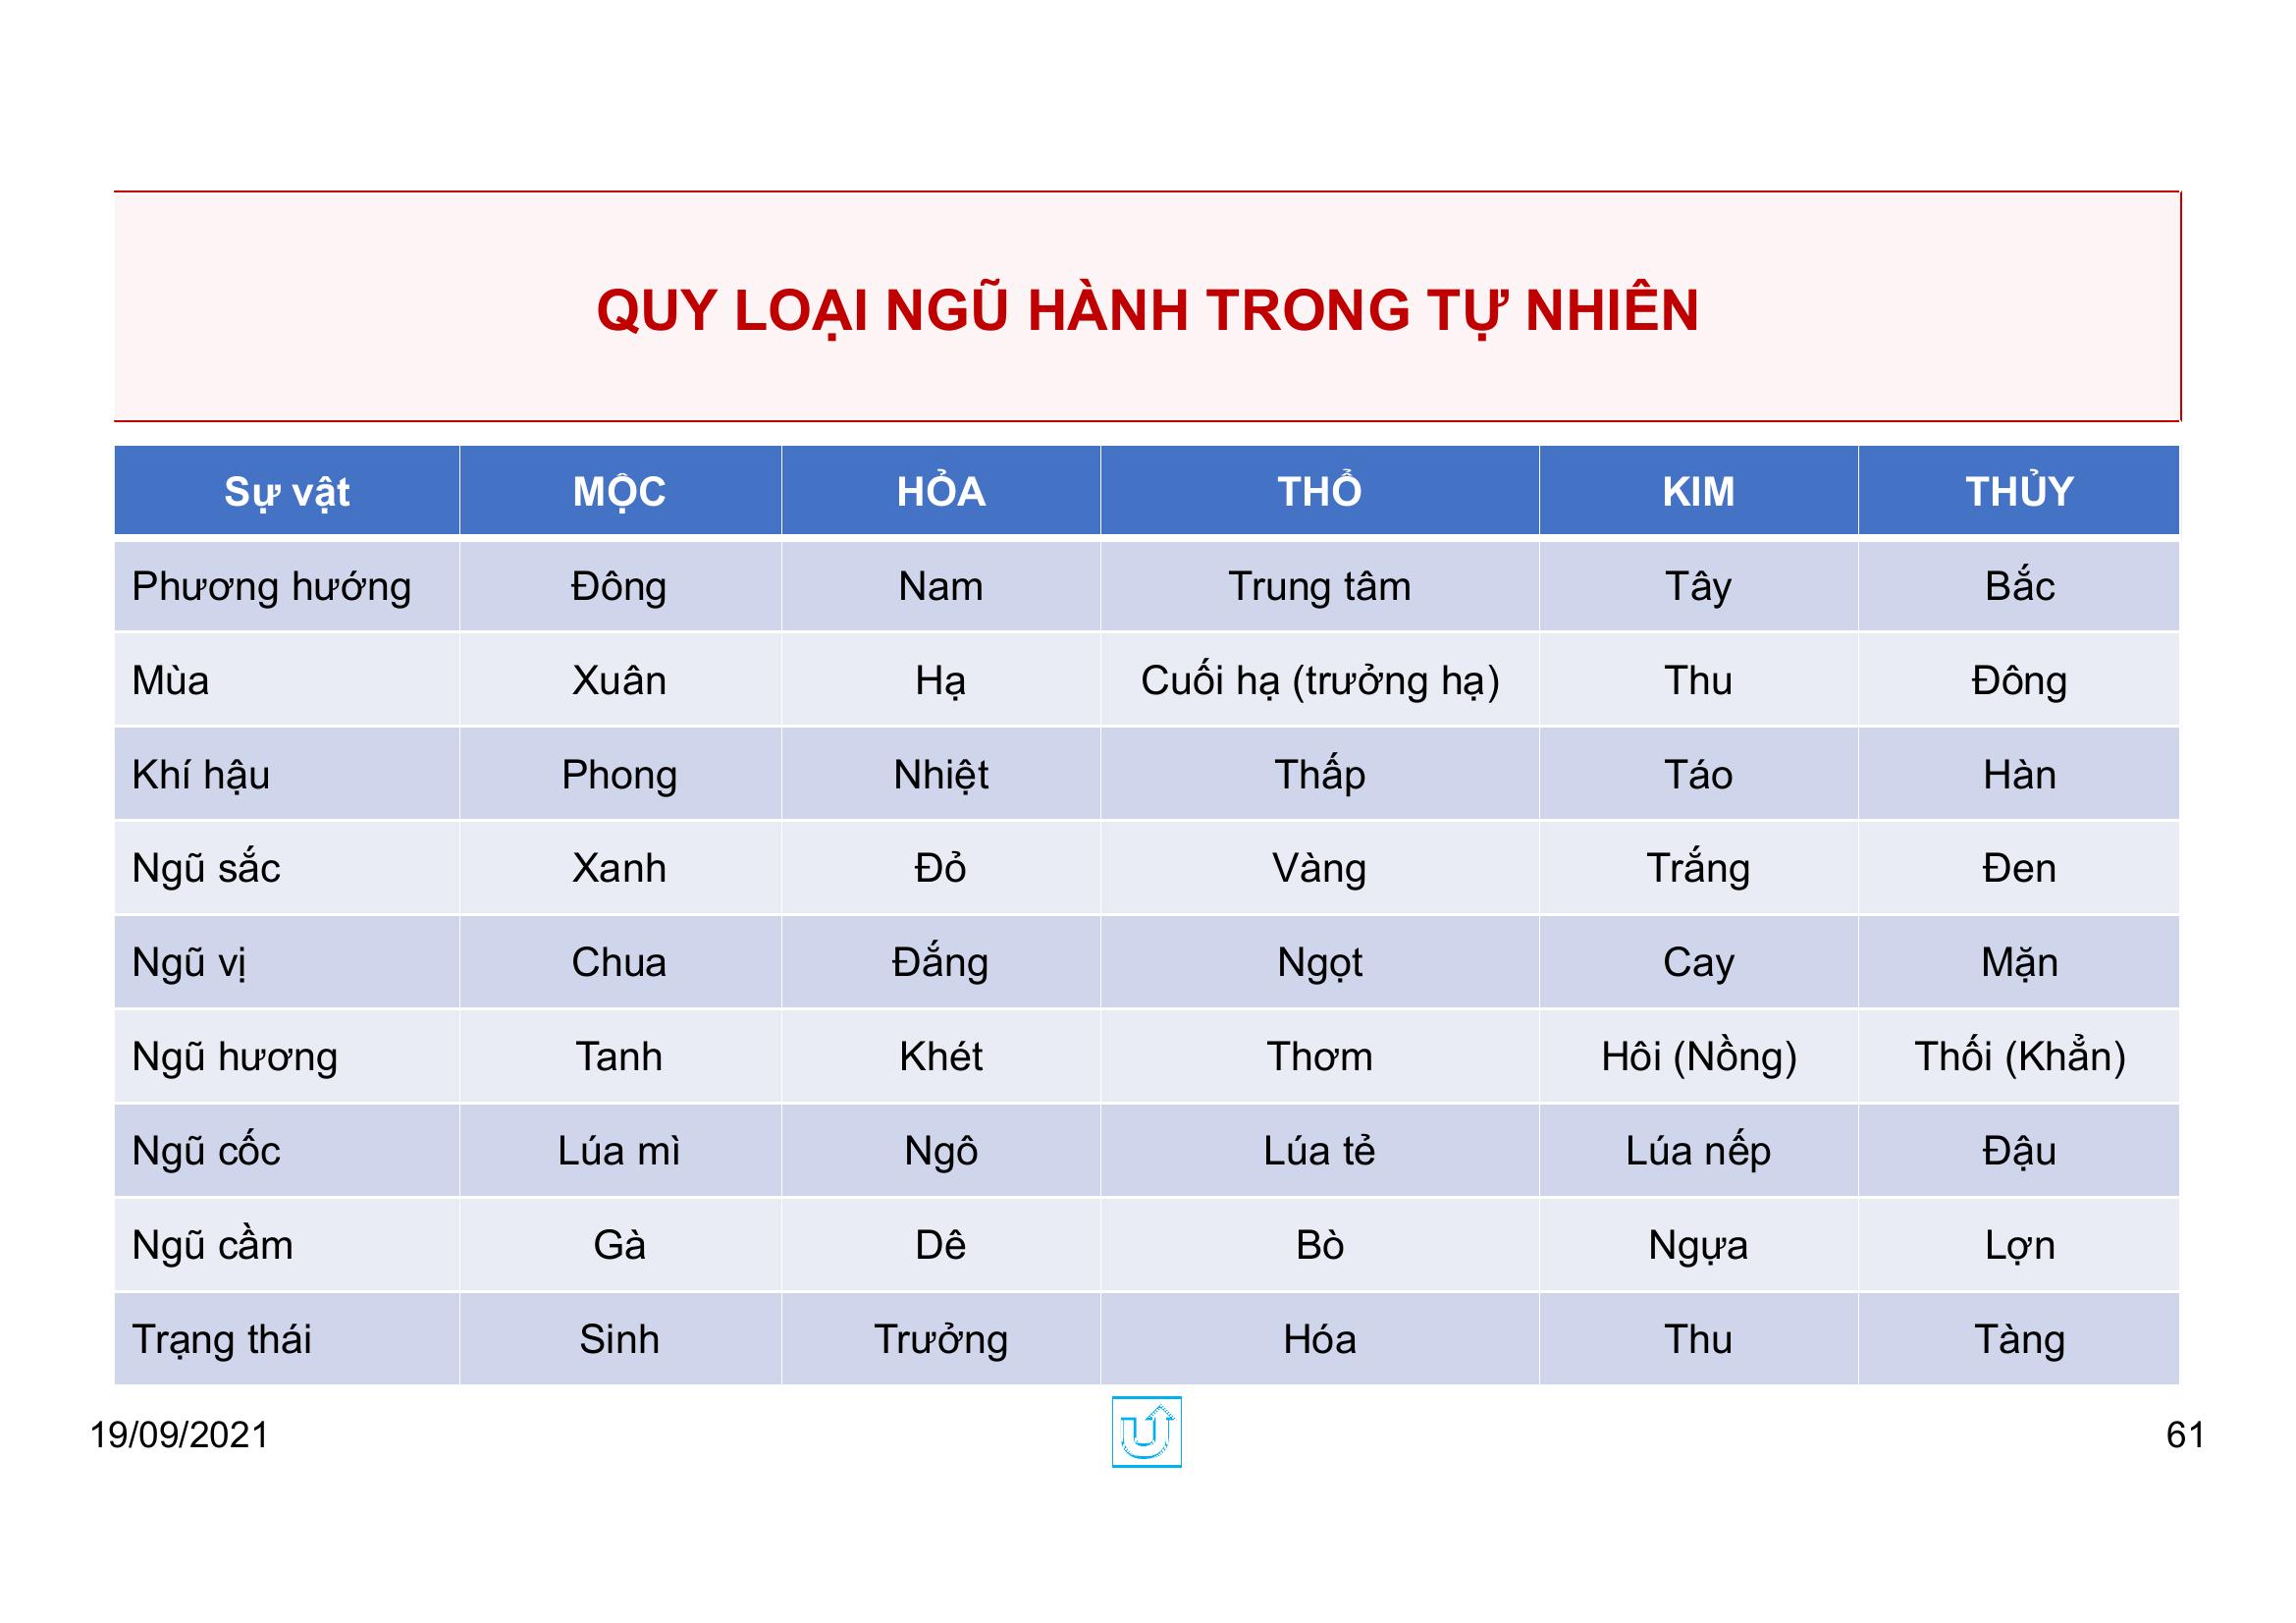 QUY LOẠI NGŨ HÀNH TRONG TỰ NHIÊN
Sự vật MỘC HỎA THỔ KIM THỦY
Phương hướng Đông Nam Trung tâm Tây Bắc
Mùa Xuân Hạ Cuối hạ (trưởng hạ) Thu Đông
Khí hậu Phong Nhiệt Thấp Táo Hàn
Ngũ sắc Xanh Đỏ Vàng Trắng Đen
Ngũ vị Chua Đắng Ngọt Cay Mặn
Ngũ hương Tanh Khét Thơm Hôi (Nồng) Thối (Khẳn)
Ngũ cốc Lúa mì Ngô Lúa tẻ Lúa nếp Đậu
Ngũ cầm Gà Dê Bò Ngựa Lợn
Trạng thái Sinh Trưởng Hóa Thu Tàng
19/09/2021 61